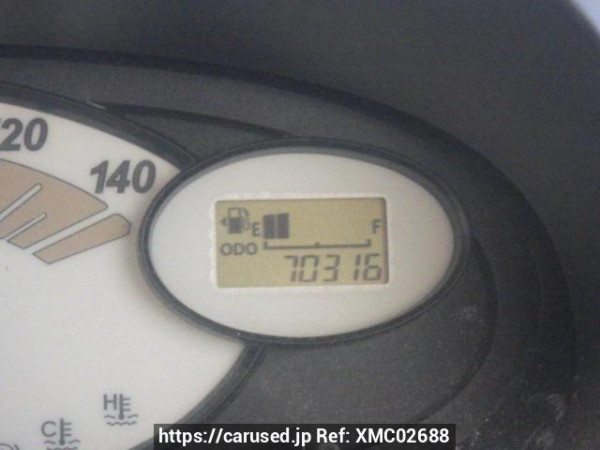 120
140
E F
ODO
70316
H
C
https://carused.jp Ref: XMC02688